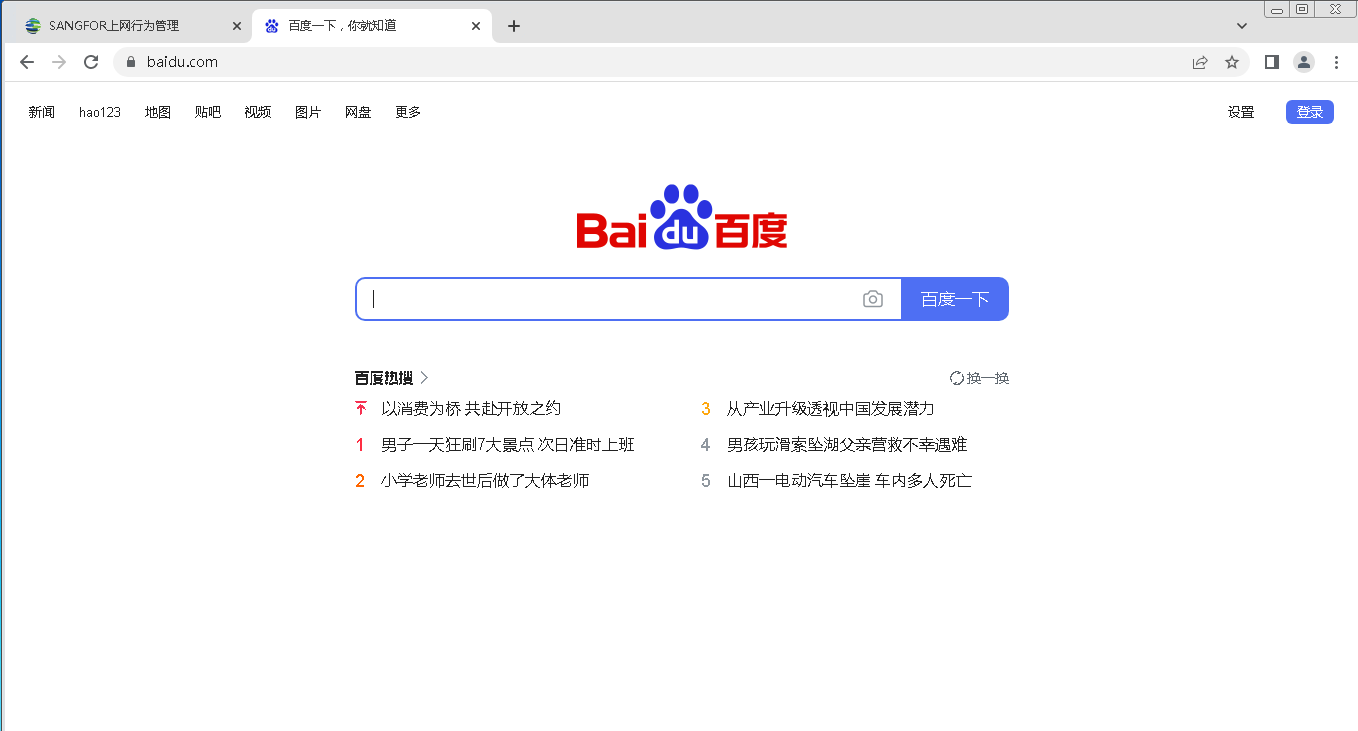 SANGFOR上网行为管理
百度一下，你就知道
baidu.com
新闻 hao123 地图 贴吧 视频 图片 网盘 更多 设置 登录
Bai du 百度
百度一下
百度热搜 换一换
以消费为桥 共赴开放之约
3 从产业升级透视中国发展潜力
1 男子一天狂刷7大景点 次日准时上班
4 男孩玩滑索坠湖父亲营救不幸遇难
2 小学老师去世后做了大体老师
5 山西一电动汽车坠崖 车内多人死亡